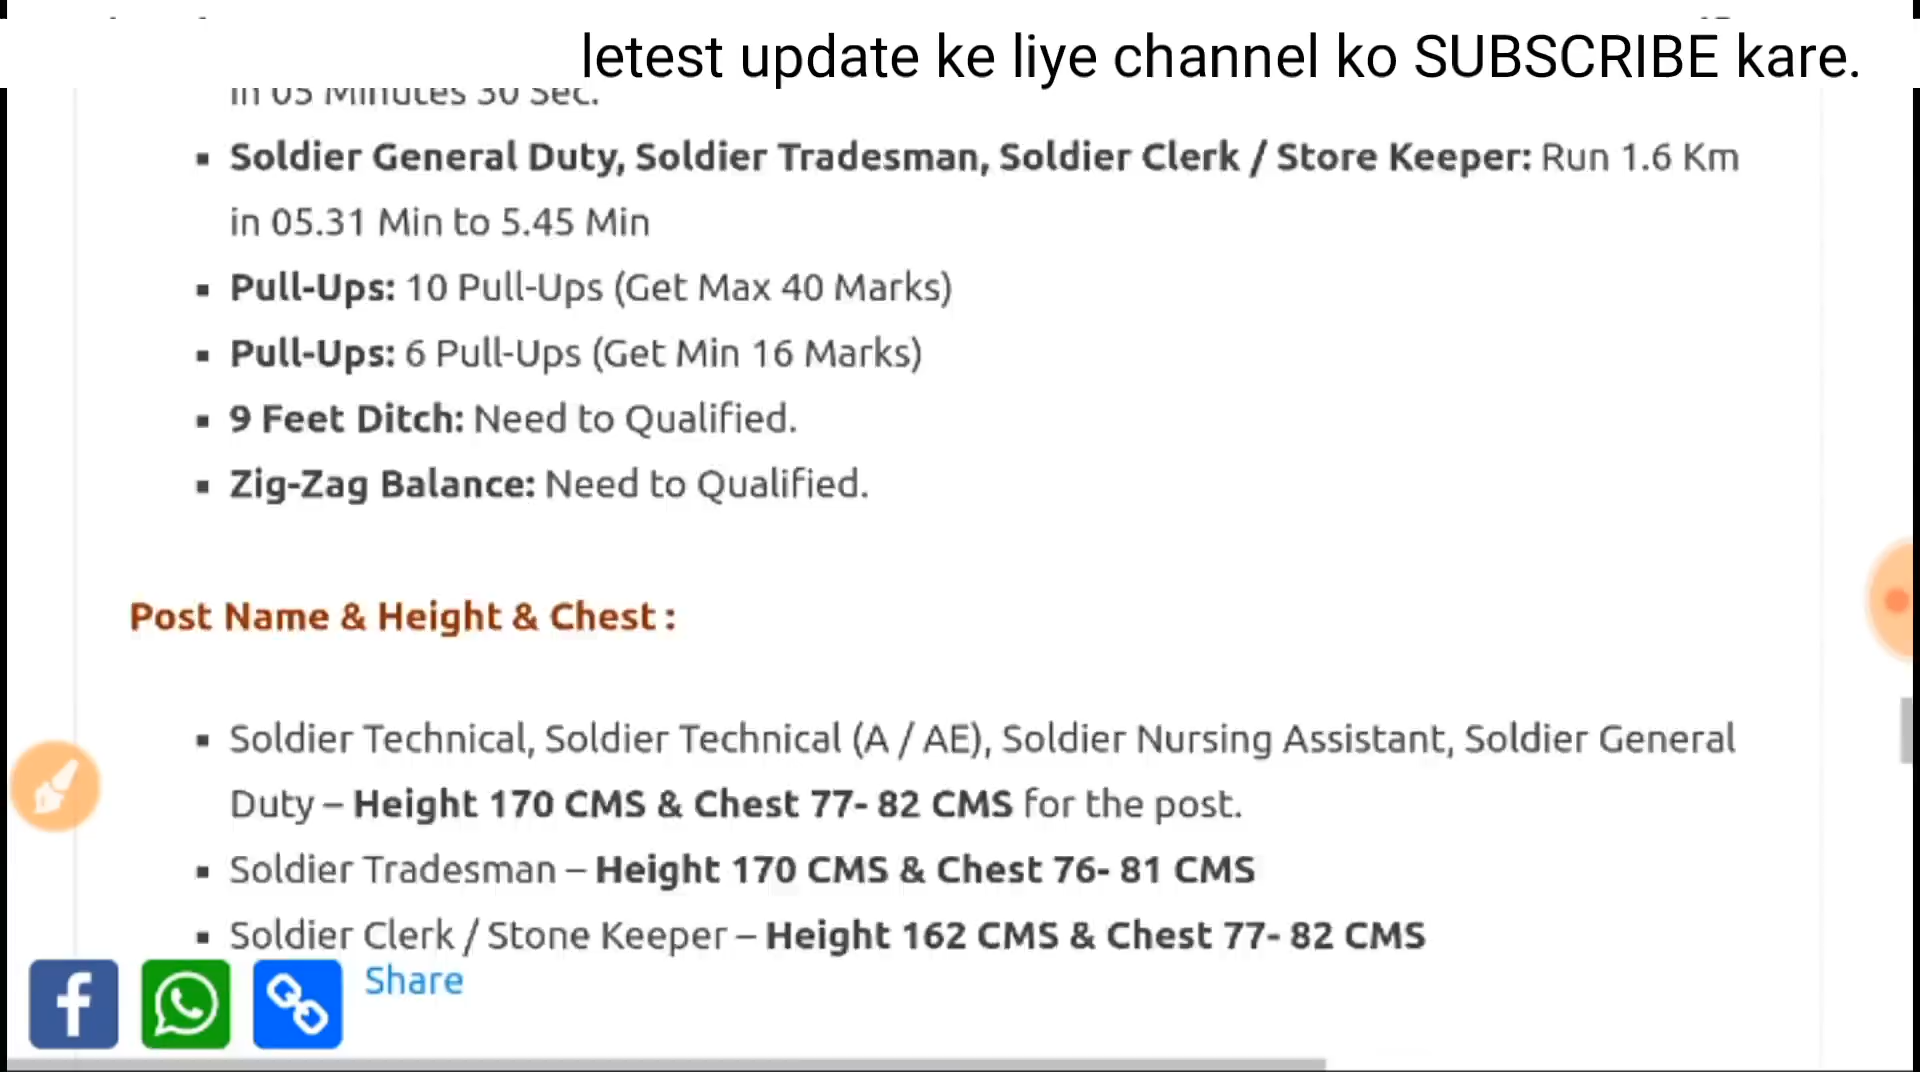 letest update ke liye channel ko SUBSCRIBE kare.
in 05 Minutes 30 Sec.
▪ Soldier General Duty, Soldier Tradesman, Soldier Clerk / Store Keeper: Run 1.6 Km
in 05.31 Min to 5.45 Min
▪ Pull-Ups: 10 Pull-Ups (Get Max 40 Marks)
▪ Pull-Ups: 6 Pull-Ups (Get Min 16 Marks)
▪ 9 Feet Ditch: Need to Qualified.
▪ Zig-Zag Balance: Need to Qualified.
Post Name & Height & Chest :
▪ Soldier Technical, Soldier Technical (A / AE), Soldier Nursing Assistant, Soldier General
Duty – Height 170 CMS & Chest 77- 82 CMS for the post.
▪ Soldier Tradesman – Height 170 CMS & Chest 76- 81 CMS
▪ Soldier Clerk / Stone Keeper – Height 162 CMS & Chest 77- 82 CMS
Share